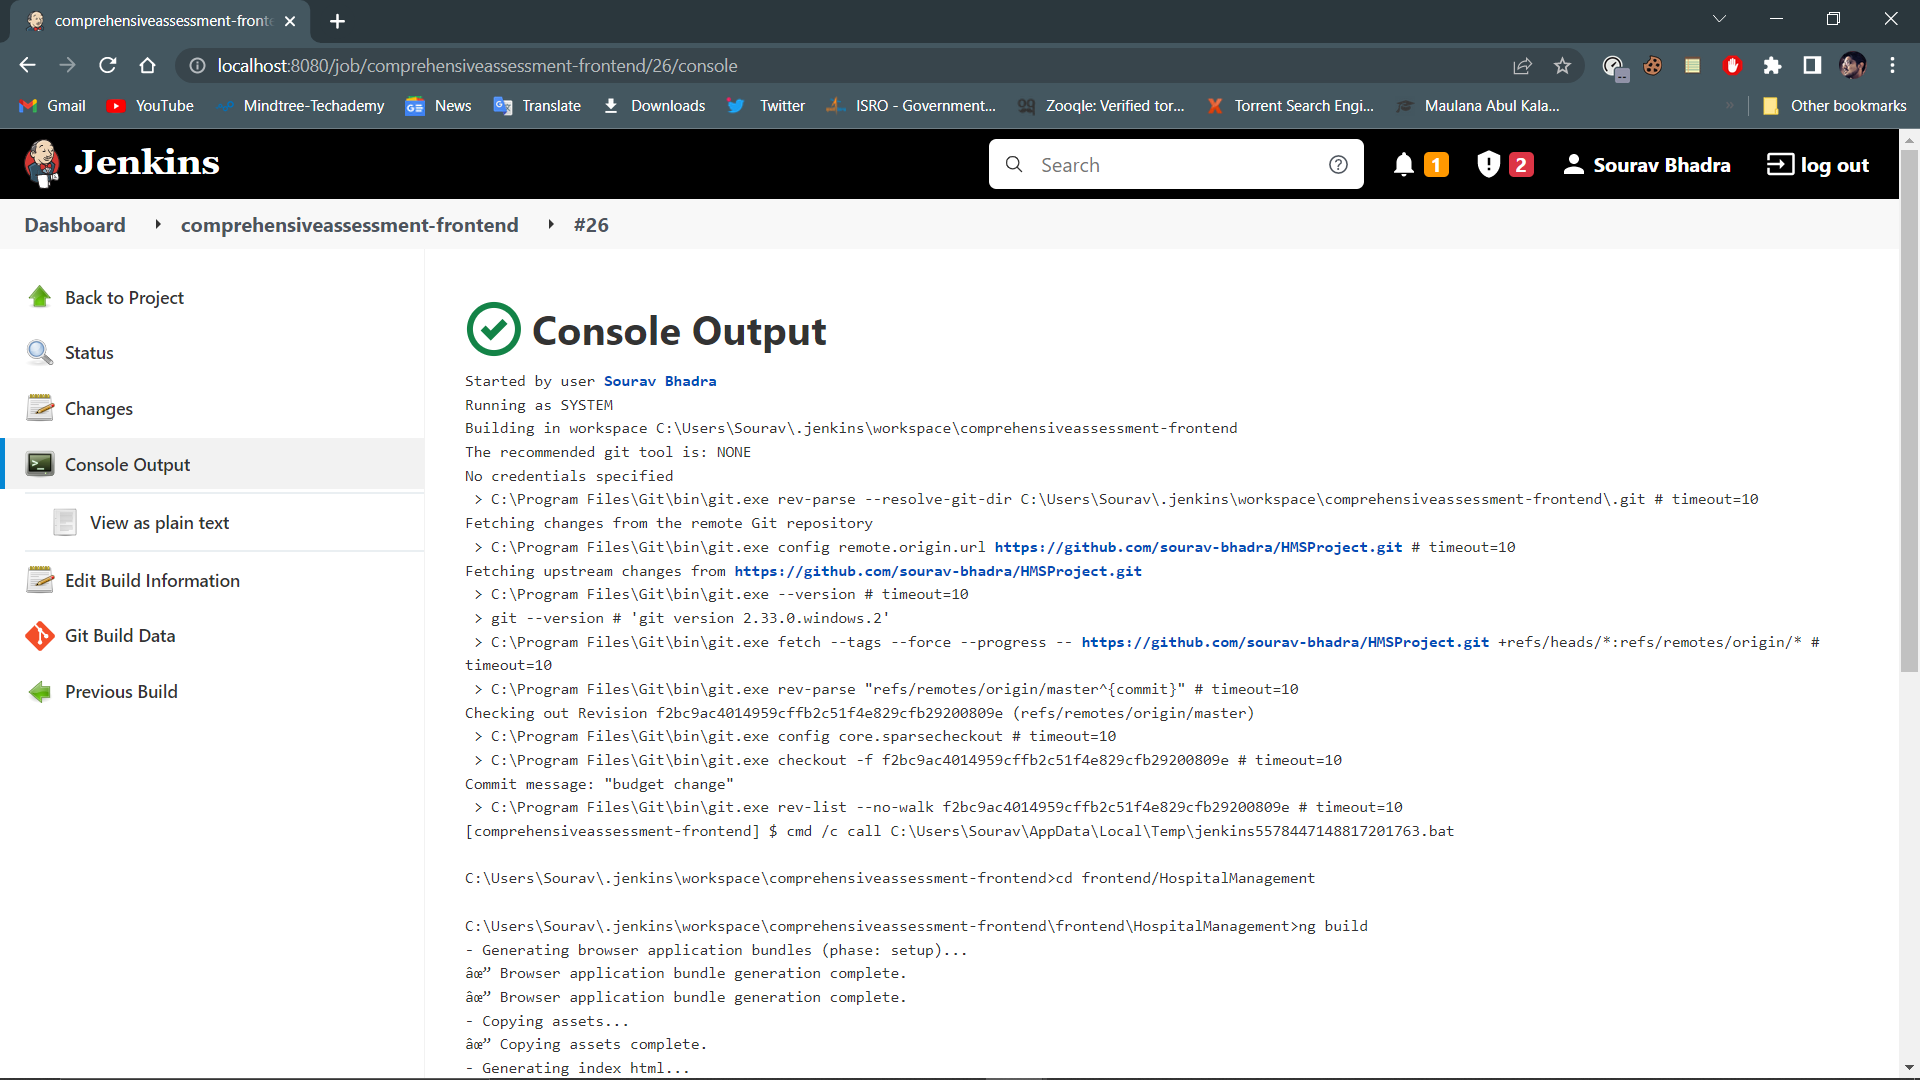 comprehensiveassessment-fronte
localhost:8080/job/comprehensiveassessment-frontend/26/console
Gmail YouTube Mindtree-Techademy News Translate Downloads Twitter ISRO - Government... Zooqle: Verified tor... Torrent Search Engi... Maulana Abul Kala... » Other bookmarks
Jenkins Search 1 2 Sourav Bhadra log out
Dashboard comprehensiveassessment-frontend #26
Back to Project
Status
Changes
Console Output
View as plain text
Edit Build Information
Git Build Data
Previous Build
Console Output
Started by user Sourav Bhadra
Running as SYSTEM
Building in workspace C:\Users\Sourav\.jenkins\workspace\comprehensiveassessment-frontend
The recommended git tool is: NONE
No credentials specified
 > C:\Program Files\Git\bin\git.exe rev-parse --resolve-git-dir C:\Users\Sourav\.jenkins\workspace\comprehensiveassessment-frontend\.git # timeout=10
Fetching changes from the remote Git repository
 > C:\Program Files\Git\bin\git.exe config remote.origin.url https://github.com/sourav-bhadra/HMSProject.git # timeout=10
Fetching upstream changes from https://github.com/sourav-bhadra/HMSProject.git
 > C:\Program Files\Git\bin\git.exe --version # timeout=10
 > git --version # 'git version 2.33.0.windows.2'
 > C:\Program Files\Git\bin\git.exe fetch --tags --force --progress -- https://github.com/sourav-bhadra/HMSProject.git +refs/heads/*:refs/remotes/origin/* #
timeout=10
 > C:\Program Files\Git\bin\git.exe rev-parse "refs/remotes/origin/master^{commit}" # timeout=10
Checking out Revision f2bc9ac4014959cffb2c51f4e829cfb29200809e (refs/remotes/origin/master)
 > C:\Program Files\Git\bin\git.exe config core.sparsecheckout # timeout=10
 > C:\Program Files\Git\bin\git.exe checkout -f f2bc9ac4014959cffb2c51f4e829cfb29200809e # timeout=10
Commit message: "budget change"
 > C:\Program Files\Git\bin\git.exe rev-list --no-walk f2bc9ac4014959cffb2c51f4e829cfb29200809e # timeout=10
[comprehensiveassessment-frontend] $ cmd /c call C:\Users\Sourav\AppData\Local\Temp\jenkins5578447148817201763.bat
C:\Users\Sourav\.jenkins\workspace\comprehensiveassessment-frontend>cd frontend/HospitalManagement
C:\Users\Sourav\.jenkins\workspace\comprehensiveassessment-frontend\frontend\HospitalManagement>ng build
- Generating browser application bundles (phase: setup)...
âœ” Browser application bundle generation complete.
âœ” Browser application bundle generation complete.
- Copying assets...
âœ” Copying assets complete.
- Generating index html...